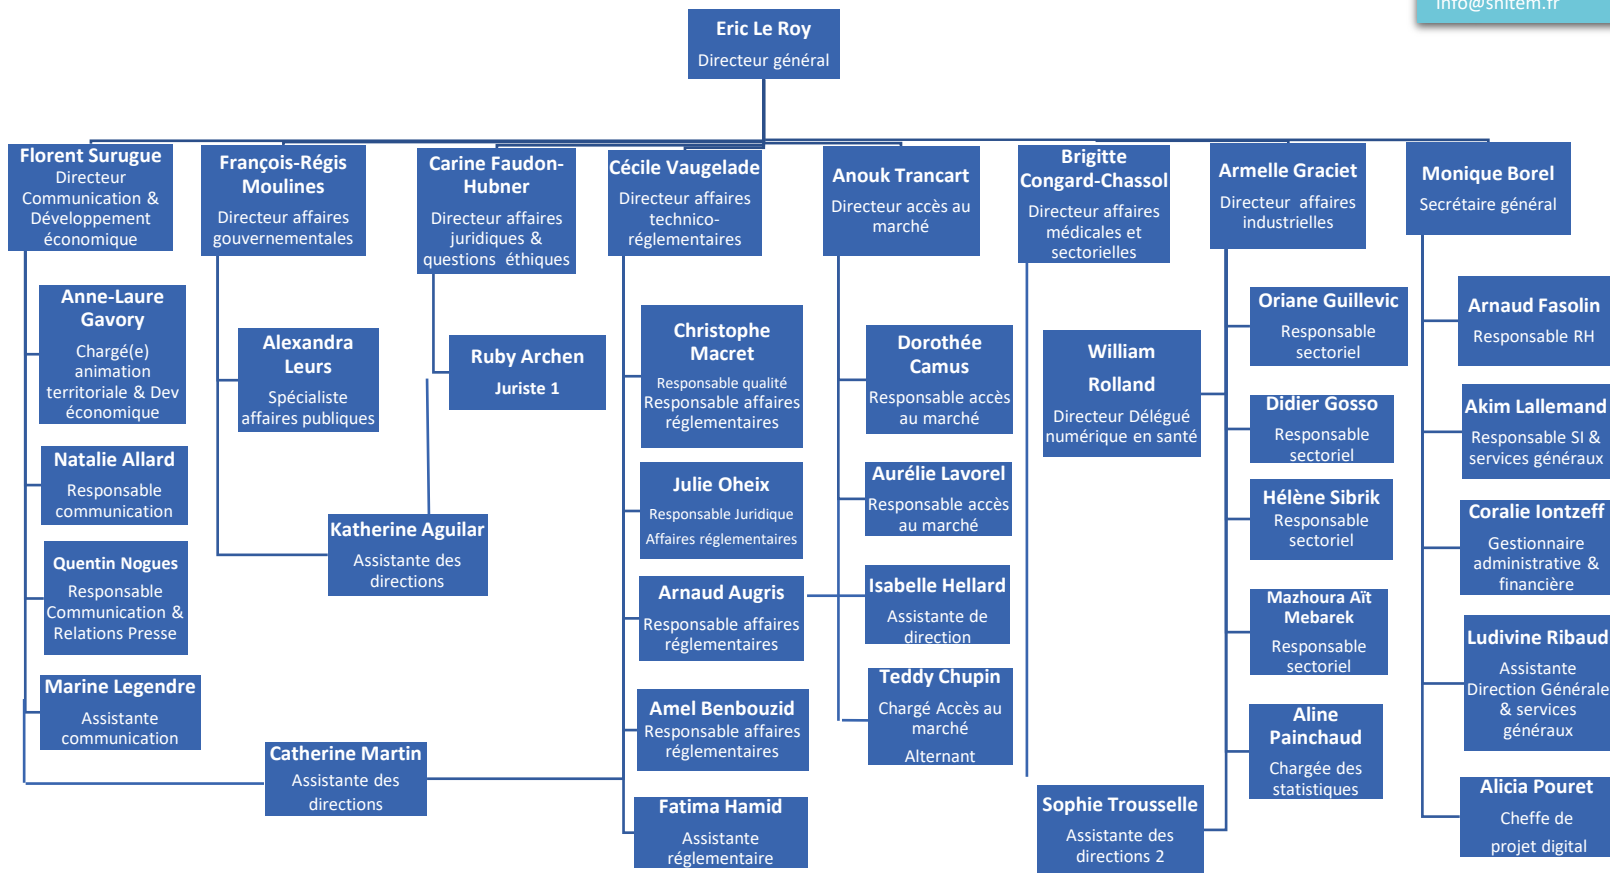 info@snitem.fr
Eric Le Roy
Directeur général
Florent Surugue
Directeur
Communication &
Développement
économique
François-Régis
Moulines
Directeur affaires
gouvernementales
Carine Faudon-
Hubner
Directeur affaires
juridiques &
questions éthiques
Cécile Vaugelade
Directeur affaires
technico-
réglementaires
Anouk Trancart
Directeur accès au
marché
Brigitte
Congard-Chassol
Directeur affaires
médicales et
sectorielles
Armelle Graciet
Directeur affaires
industrielles
Monique Borel
Secrétaire général
Anne-Laure
Gavory
Chargé(e)
animation
territoriale & Dev
économique
Natalie Allard
Responsable
communication
Quentin Nogues
Responsable
Communication &
Relations Presse
Marine Legendre
Assistante
communication
Alexandra
Leurs
Spécialiste
affaires publiques
Ruby Archen
Juriste 1
Katherine Aguilar
Assistante des
directions
Catherine Martin
Assistante des
directions
Christophe
Macret
Responsable qualité
Responsable affaires
réglementaires
Julie Oheix
Responsable Juridique
Affaires réglementaires
Arnaud Augris
Responsable affaires
réglementaires
Amel Benbouzid
Responsable affaires
réglementaires
Fatima Hamid
Assistante
réglementaire
Dorothée
Camus
Responsable accès
au marché
Aurélie Lavorel
Responsable accès
au marché
Isabelle Hellard
Assistante de
direction
Teddy Chupin
Chargé Accès au
marché
Alternant
William
Rolland
Directeur Délégué
numérique en santé
Sophie Trousselle
Assistante des
directions 2
Oriane Guillevic
Responsable
sectoriel
Didier Gosso
Responsable
sectoriel
Hélène Sibrik
Responsable
sectoriel
Mazhoura Aït
Mebarek
Responsable
sectoriel
Aline
Painchaud
Chargée des
statistiques
Arnaud Fasolin
Responsable RH
Akim Lallemand
Responsable SI &
services généraux
Coralie Iontzeff
Gestionnaire
administrative &
financière
Ludivine Ribaud
Assistante
Direction Générale
& services
généraux
Alicia Pouret
Cheffe de
projet digital